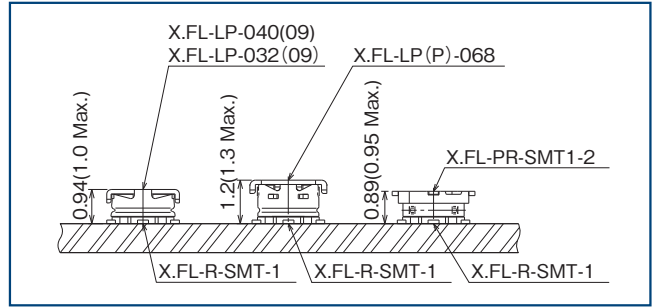 X.FL-LP-040(09)
X.FL-LP-032(09)
X.FL-LP(P)-068
0.94(1.0 Max.)
1.2(1.3 Max.)
0.89(0.95 Max.)
X.FL-PR-SMT1-2
X.FL-R-SMT-1
X.FL-R-SMT-1
X.FL-R-SMT-1